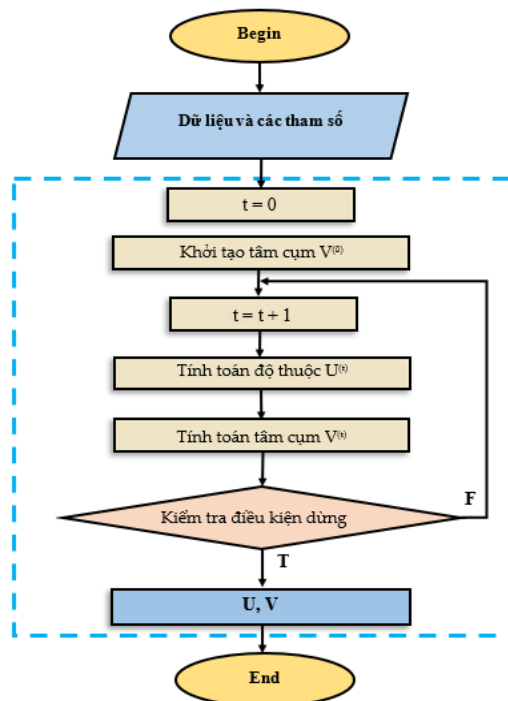 Begin
Dữ liệu và các tham số
t = 0
Khởi tạo tâm cụm V⁽⁰⁾
t = t + 1
Tính toán độ thuộc U⁽ᵗ⁾
Tính toán tâm cụm V⁽ᵗ⁾
Kiểm tra điều kiện dừng
F
T
U, V
End